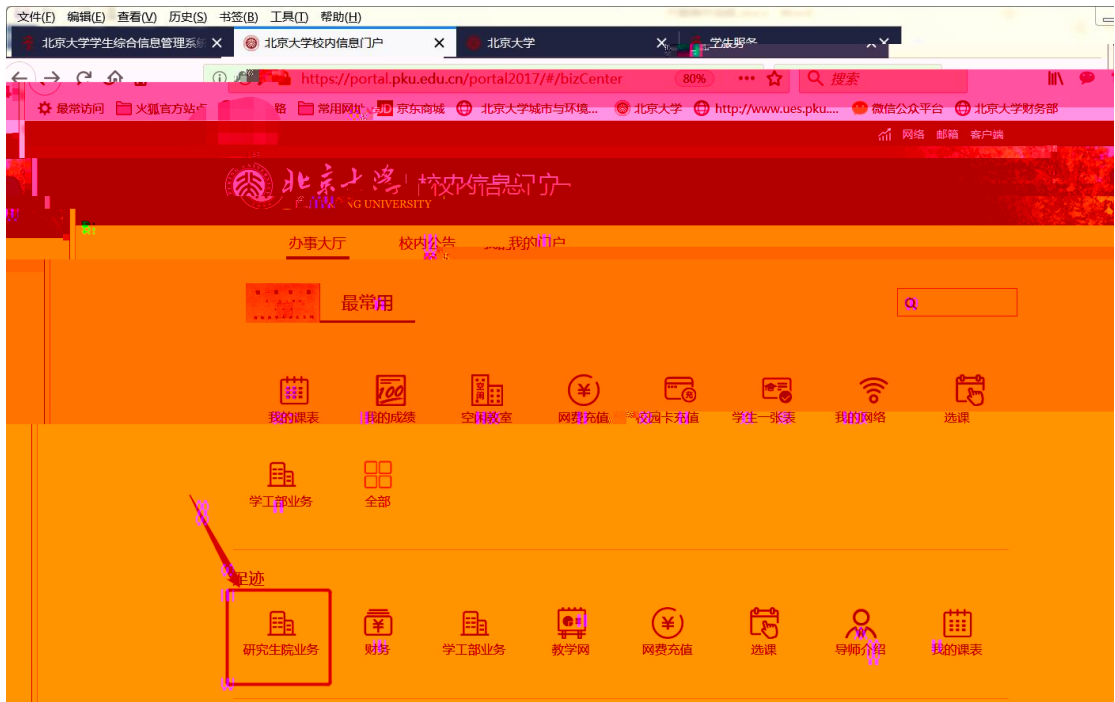 文件(F) 编辑(E) 查看(V) 历史(S) 书签(B) 工具(T) 帮助(H)
北京大学学生综合信息管理系统 北京大学校内信息门户 北京大学
https://portal.pku.edu.cn/portal2017/#/bizCenter 80% 搜索
最常访问 火狐官方站点 常用网址 京东商城 北京大学城市与环境... 北京大学 http://www.ues.pku.... 微信公众平台 北京大学财务部
网络 邮箱 客户端
北京大学 校内信息门户
UNIVERSITY
办事大厅 校内公告 我的门户
最常用
我的课表 我的成绩 空闲教室 网费充值 校园卡充值 学生一张表 我的网络 选课
学工部业务 全部
足迹
研究生院业务 财务 学工部业务 教学网 网费充值 选课 导师介绍 我的课表